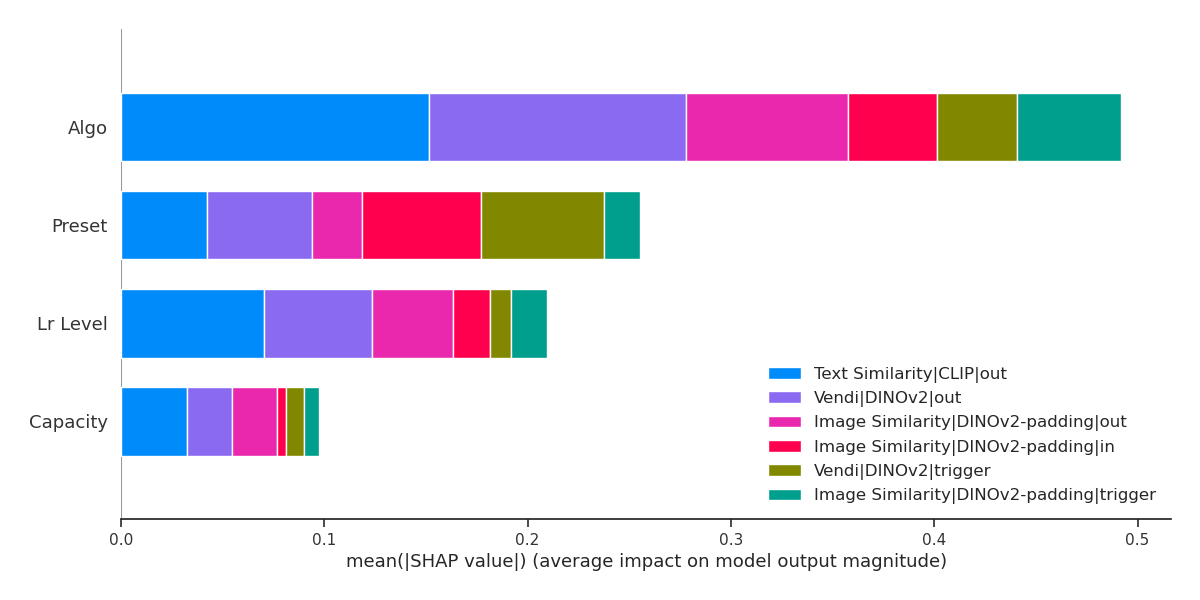 Algo
Preset
Lr Level
Capacity
Text Similarity|CLIP|out
Vendi|DINOv2|out
Image Similarity|DINOv2-padding|out
Image Similarity|DINOv2-padding|in
Vendi|DINOv2|trigger
Image Similarity|DINOv2-padding|trigger
0.0 0.1 0.2 0.3 0.4 0.5
mean(|SHAP value|) (average impact on model output magnitude)